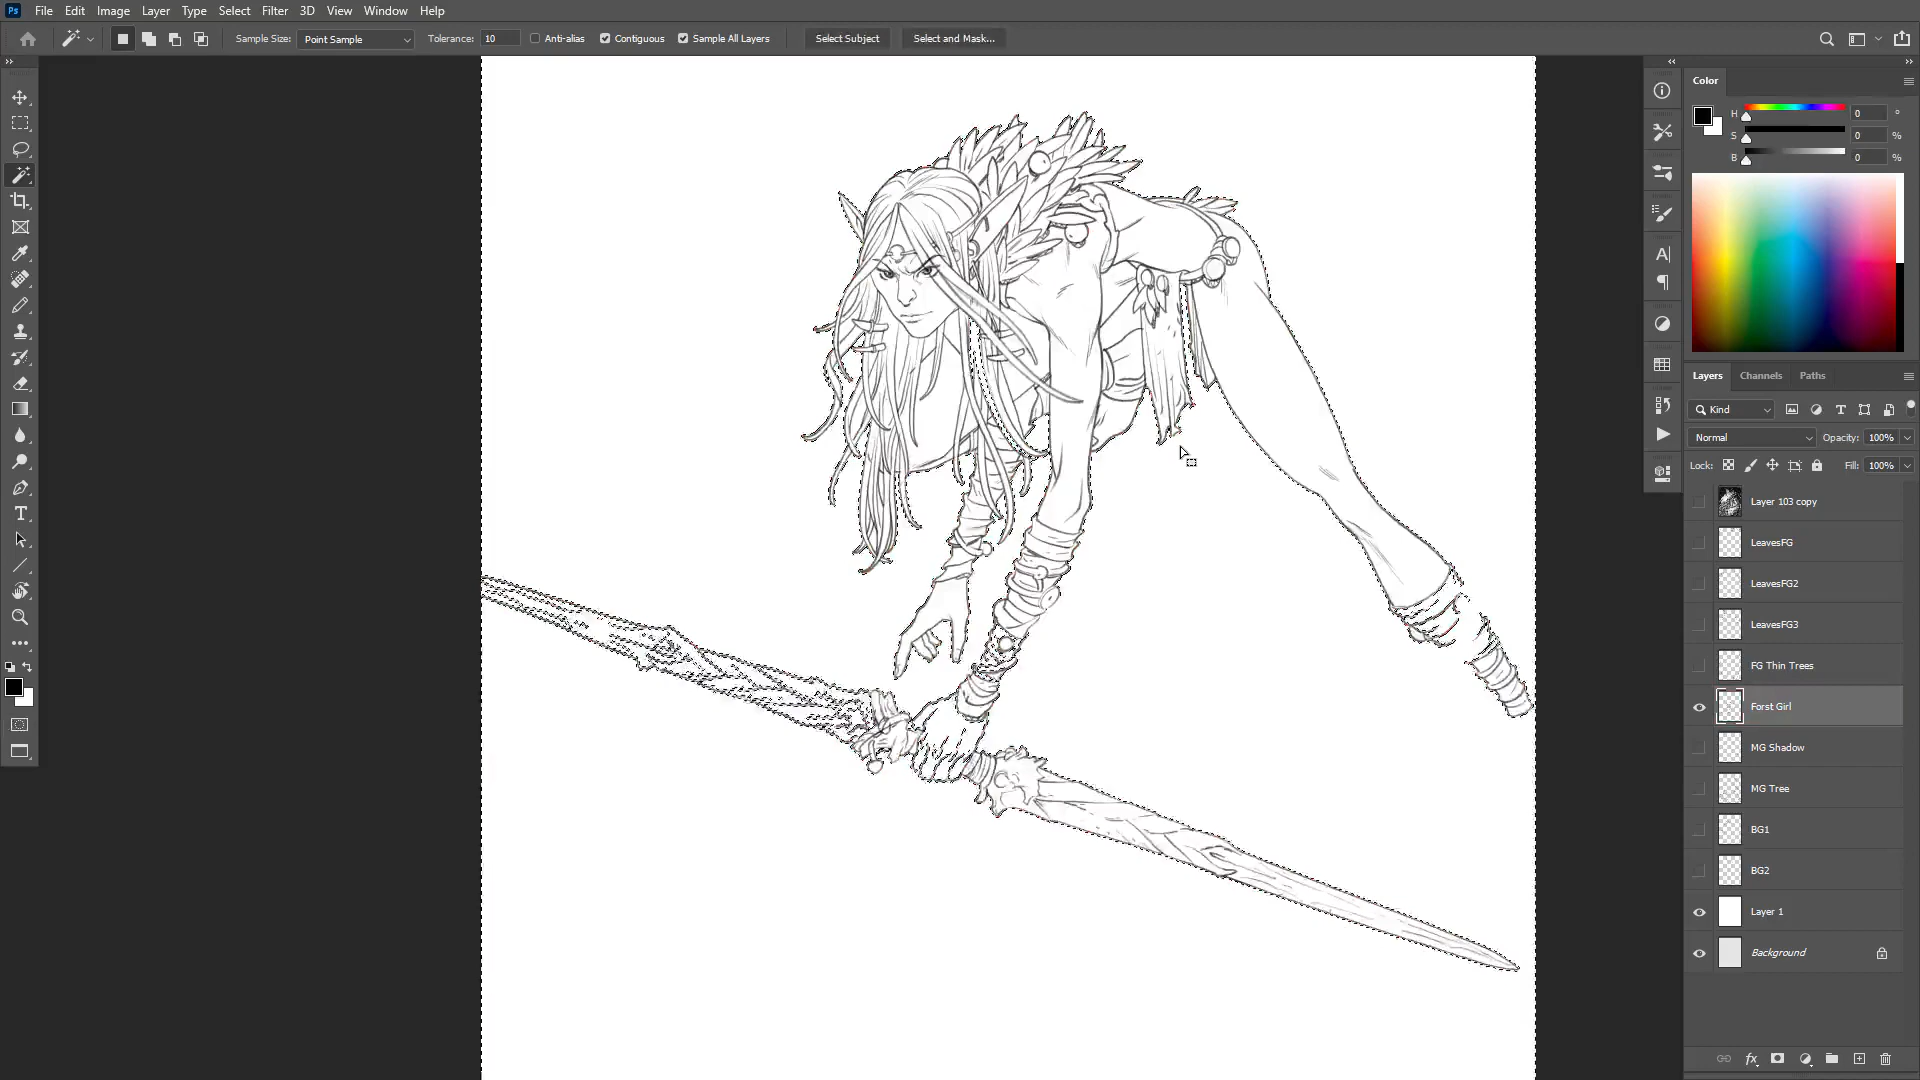 Ps File Edit Image Layer Type Select Filter 3D View Window Help
Sample Size: Point Sample Tolerance: 10 Anti-alias Contiguous Sample All Layers Select Subject Select and Mask...
Color
H 0 °
S 0 %
B 0 %
Layers Channels Paths
Kind
Normal Opacity: 100%
Lock: Fill: 100%
Layer 103 copy
LeavesFG
LeavesFG2
LeavesFG3
FG Thin Trees
Forst Girl
MG Shadow
MG Tree
BG1
BG2
Layer 1
Background